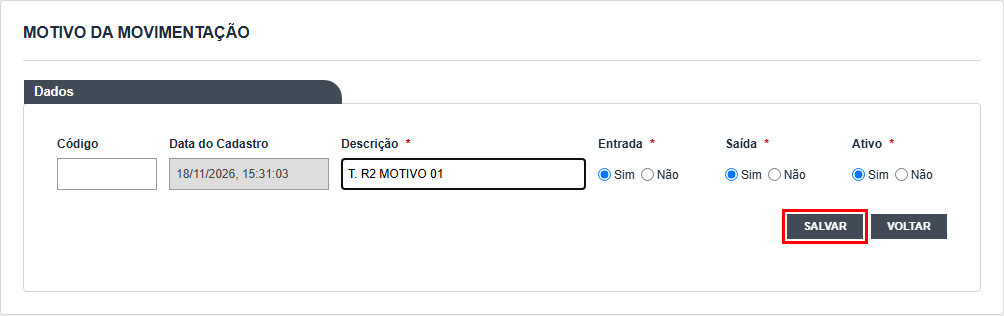 MOTIVO DA MOVIMENTAÇÃO
Dados
Código Data do Cadastro Descrição * Entrada * Saída * Ativo *
18/11/2026, 15:31:03 T. R2 MOTIVO 01 Sim Não Sim Não Sim Não
SALVAR VOLTAR